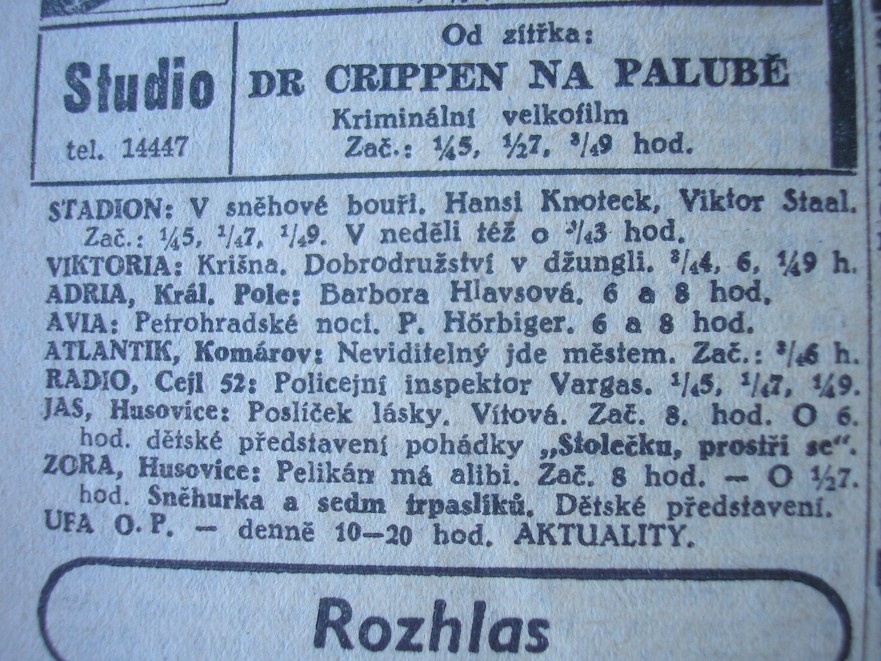 Studio
tel. 14447
Od zítřka:
DR CRIPPEN NA PALUBĚ
Kriminální velkofilm
Zač.: ¼5, ½7, ¾9 hod.
STADION: V sněhové bouři. Hansi Knoteck, Viktor Staal.
Zač.: ¼5, ¼7, ¼9. V neděli též o ¾3 hod.
VIKTORIA: Krišna. Dobrodružství v džungli. ¾4, 6, ¼9 h.
ADRIA, Král. Pole: Barbora Hlavsová. 6 a 8 hod.
AVIA: Petrohradské noci. P. Hörbiger. 6 a 8 hod.
ATLANTIK, Komárov: Neviditelný jde městem. Zač.: ¾6 h.
RADIO, Cejl 52: Policejní inspektor Vargas. ¼5, ¼7, ¼9.
JAS, Husovice: Poslíček lásky. Vítová. Zač. 8. hod. O 6.
hod. dětské představení pohádky „Stolečku, prostři se“.
ZORA, Husovice: Pelikán má alibi. Zač. 8 hod. — O ½7.
hod. Sněhurka a sedm trpaslíků. Dětské představení.
UFA O. P. — denně 10—20 hod. AKTUALITY.
Rozhlas